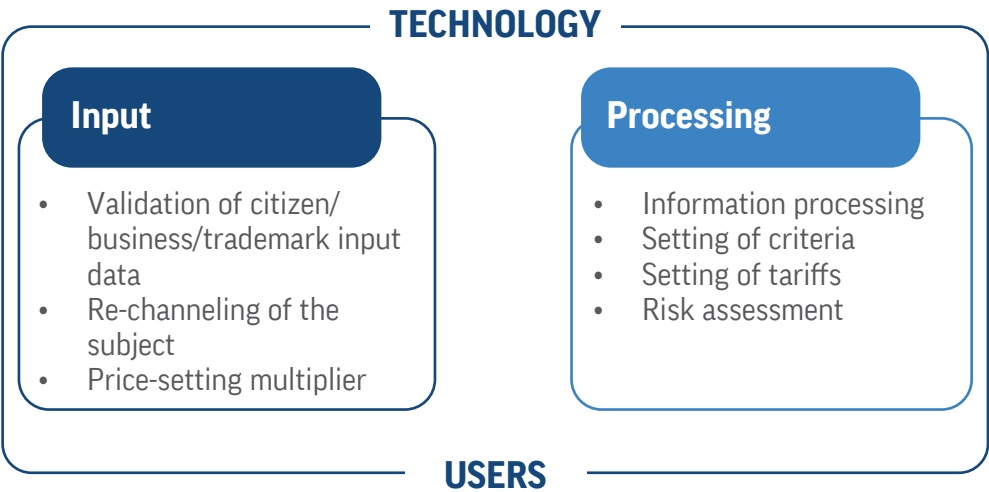 TECHNOLOGY
Input
• Validation of citizen/
business/trademark input
data
• Re-channeling of the
subject
• Price-setting multiplier
Processing
• Information processing
• Setting of criteria
• Setting of tariffs
• Risk assessment
USERS